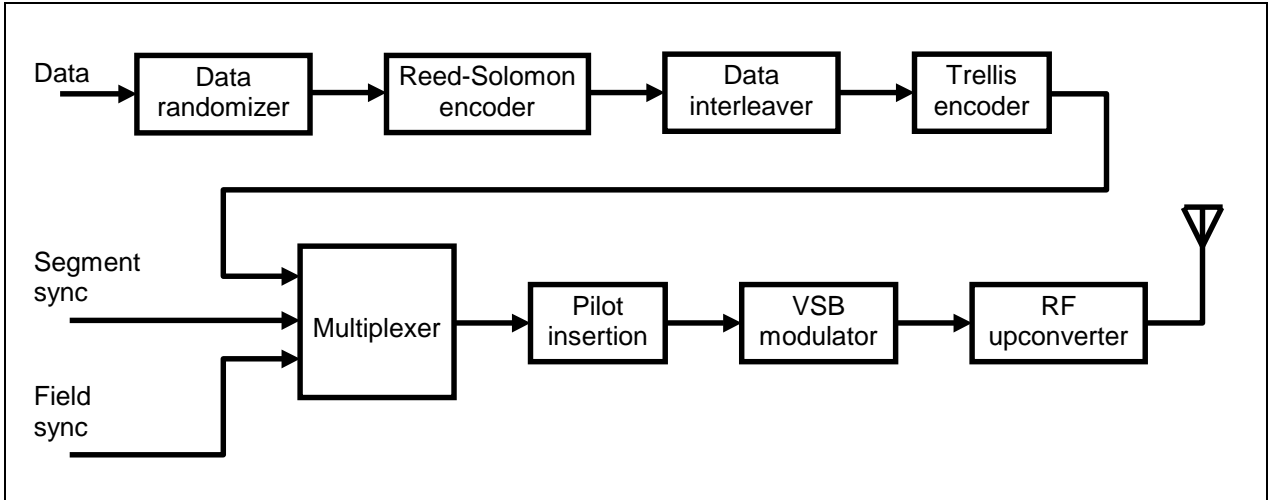 Data
Data
randomizer
Reed-Solomon
encoder
Data
interleaver
Trellis
encoder
Segment
sync
Multiplexer
Pilot
insertion
VSB
modulator
RF
upconverter
Field
sync